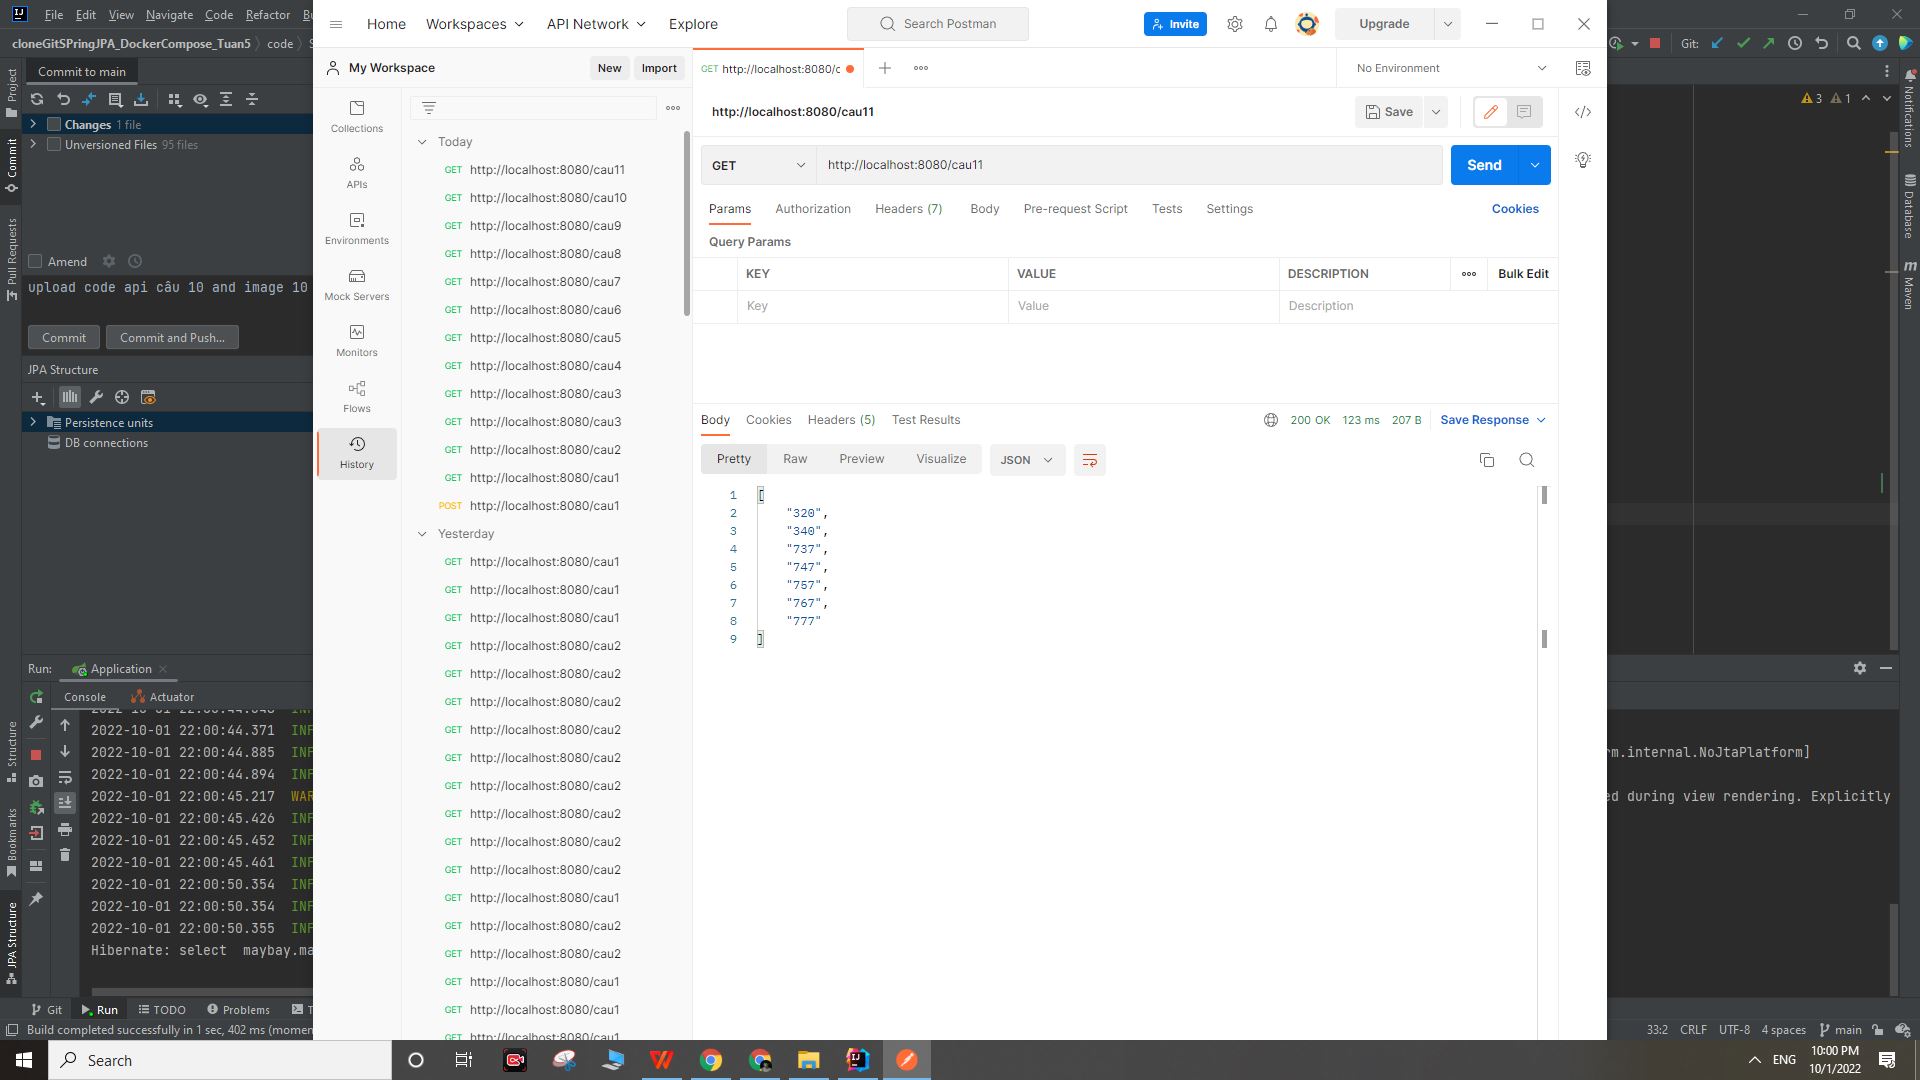 File Edit View Navigate Code Refactor
cloneGitSPringJPA_DockerCompose_Tuan5 code
Commit to main
Changes 1 file
Unversioned Files 95 files
Amend
upload code api câu 10 and image 10
Commit
Commit and Push...
JPA Structure
Persistence units
DB connections
Run: Application
Console Actuator
2022-10-01 22:00:44.371 INF
2022-10-01 22:00:44.885 INF
2022-10-01 22:00:44.894 INF
2022-10-01 22:00:45.217 WAR
2022-10-01 22:00:45.426 INF
2022-10-01 22:00:45.452 INF
2022-10-01 22:00:45.461 INF
2022-10-01 22:00:50.354 INF
2022-10-01 22:00:50.354 INF
2022-10-01 22:00:50.355 INF
Hibernate: select maybay.ma
Git Run TODO Problems
Build completed successfully in 1 sec, 402 ms (momen
Project
Commit
Pull Requests
Structure
Bookmarks
JPA Structure
Home Workspaces API Network Explore
Search Postman
Invite
Upgrade
My Workspace
New Import
Collections
APIs
Environments
Mock Servers
Monitors
Flows
History
Today
GET http://localhost:8080/cau11
GET http://localhost:8080/cau10
GET http://localhost:8080/cau9
GET http://localhost:8080/cau8
GET http://localhost:8080/cau7
GET http://localhost:8080/cau6
GET http://localhost:8080/cau5
GET http://localhost:8080/cau4
GET http://localhost:8080/cau3
GET http://localhost:8080/cau3
GET http://localhost:8080/cau2
GET http://localhost:8080/cau1
POST http://localhost:8080/cau1
Yesterday
GET http://localhost:8080/cau1
GET http://localhost:8080/cau1
GET http://localhost:8080/cau1
GET http://localhost:8080/cau2
GET http://localhost:8080/cau2
GET http://localhost:8080/cau2
GET http://localhost:8080/cau2
GET http://localhost:8080/cau2
GET http://localhost:8080/cau2
GET http://localhost:8080/cau2
GET http://localhost:8080/cau2
GET http://localhost:8080/cau2
GET http://localhost:8080/cau1
GET http://localhost:8080/cau2
GET http://localhost:8080/cau2
GET http://localhost:8080/cau1
GET http://localhost:8080/cau1
GET http://localhost:8080/cau1
GET http://localhost:8080/c
No Environment
http://localhost:8080/cau11
Save
GET http://localhost:8080/cau11
Send
Params Authorization Headers (7) Body Pre-request Script Tests Settings
Cookies
Query Params
KEY VALUE DESCRIPTION
Bulk Edit
Key Value Description
Body Cookies Headers (5) Test Results
200 OK 123 ms 207 B Save Response
Pretty Raw Preview Visualize JSON
1 [
2 "320",
3 "340",
4 "737",
5 "747",
6 "757",
7 "767",
8 "777"
9 ]
Git:
3 1
Notifications
Database
Maven
rm.internal.NoJtaPlatform]
ed during view rendering. Explicitly
33:2 CRLF UTF-8 4 spaces main
Search
ENG
10:00 PM
10/1/2022